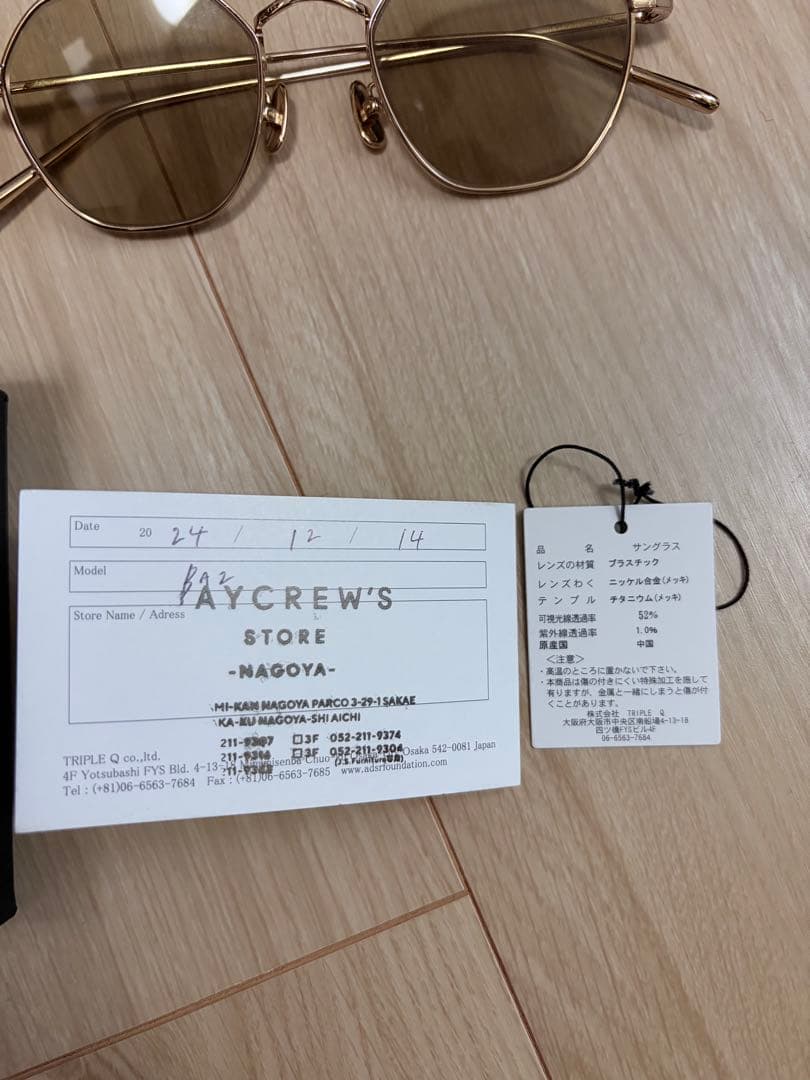 Date 20 24 / 12 / 14
Model BA2
Store Name / Adress
BAYCREW'S
STORE
-NAGOYA-
MI-KAN NAGOYA PARCO 3-29-1 SAKAE
KA-KU NAGOYA-SHI AICHI
3F 052-211-9374
3F 052-211-9304
(J.S.Furniture
TRIPLE Q co.,ltd.
4F Yotsubashi FYS Bld. 4-13-18 Minamisenba Chuo Osaka 542-0081 Japan
Tel : (+81)06-6563-7684 Fax : (+81)06-6563-7685 www.adsrfoundation.com
品名 サングラス
レンズの材質 プラスチック
レンズわく ニッケル合金(メッキ)
テンプル チタニウム(メッキ)
可視光線透過率 52%
紫外線透過率 1.0%
原産国 中国
<注意>
・高温のところに置かないで下さい。
・本商品は傷の付きにくい特殊加工を施して
有りますが、金属と一緒にしまうと傷が付
くことがあります。
株式会社 TRIPLE Q
大阪府大阪市中央区南船場4-13-18
四ツ橋FYSビル4F
06-6563-7684